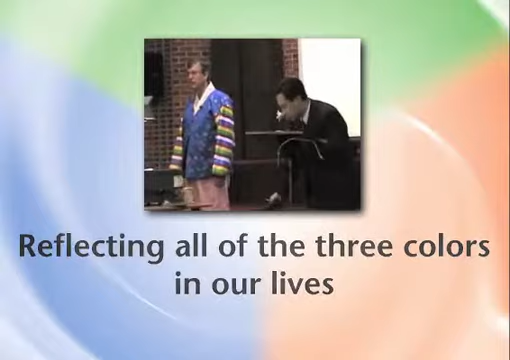 Reflecting all of the three colors
in our lives